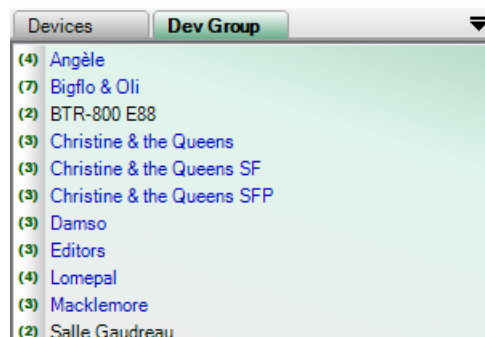 Devices Dev Group
(4) Angèle
(7) Bigflo & Oli
(2) BTR-800 E88
(3) Christine & the Queens
(3) Christine & the Queens SF
(3) Christine & the Queens SFP
(3) Damso
(3) Editors
(4) Lomepal
(3) Macklemore
(2) Salle Gaudreau